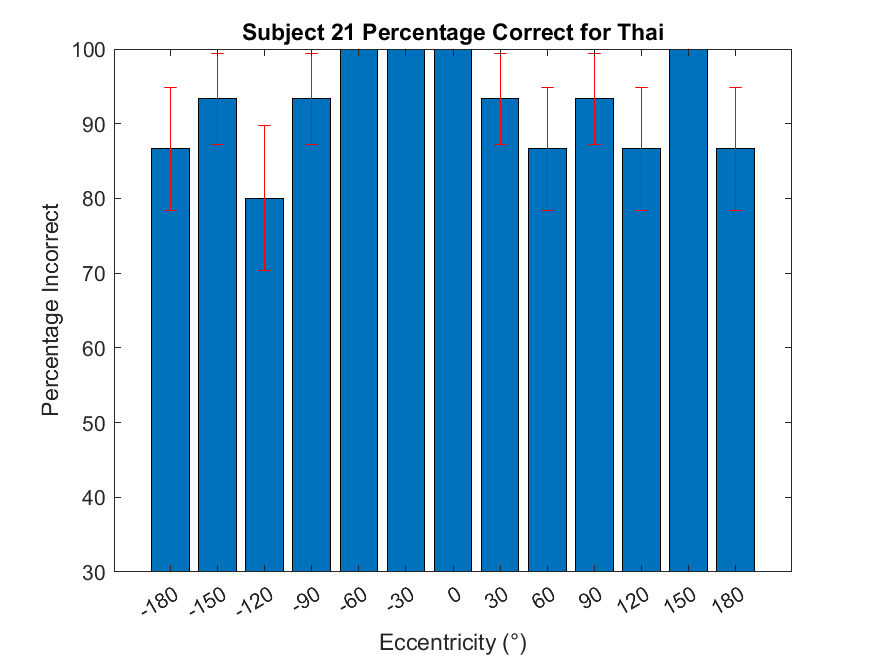 Subject 21 Percentage Correct for Thai
Percentage Incorrect
100
90
80
70
60
50
40
30
-180 -150 -120 -90 -60 -30 0 30 60 90 120 150 180
Eccentricity (°)